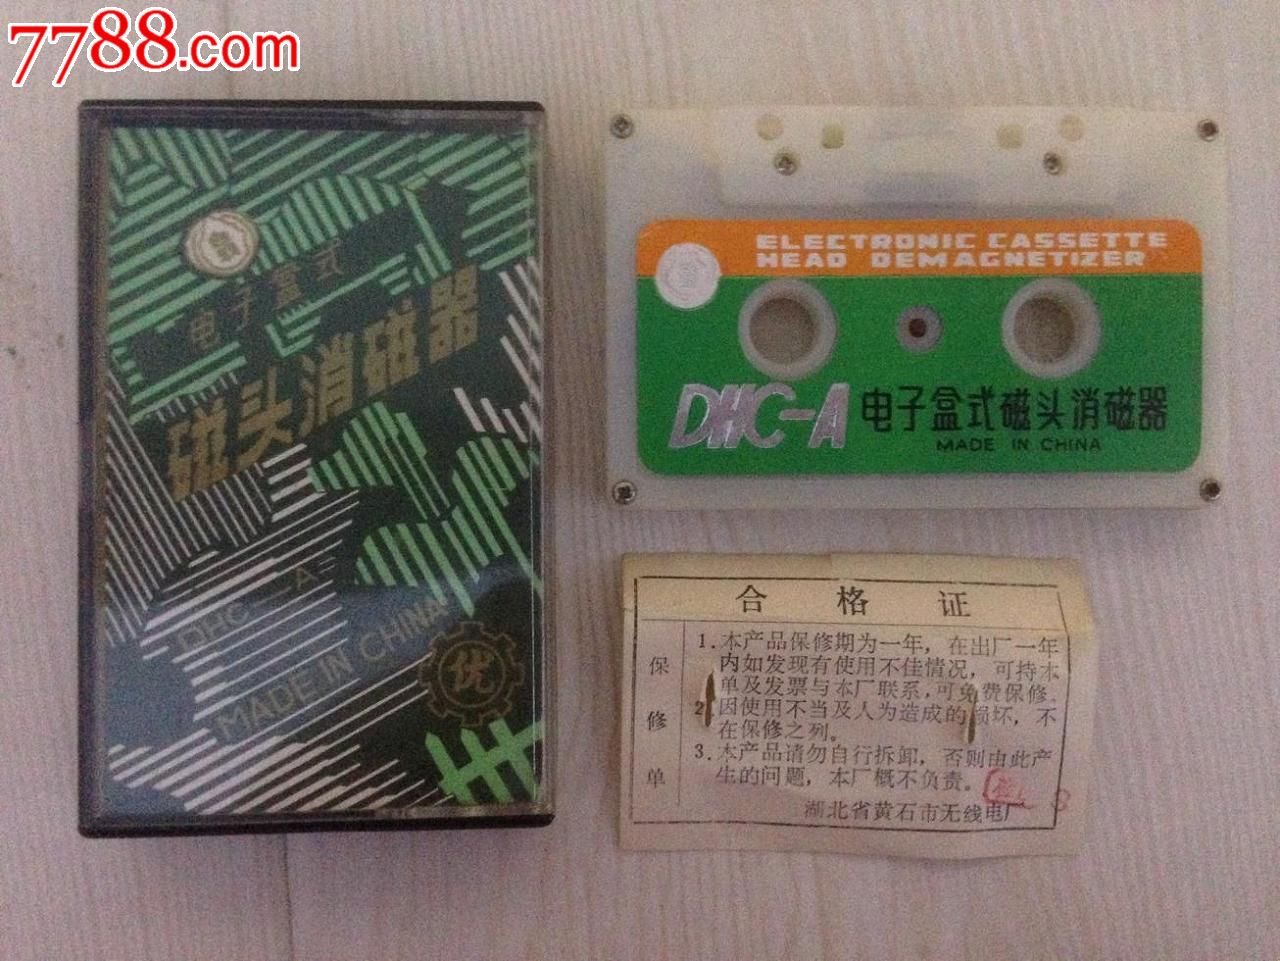 7788.com
电子盒式
磁头消磁器
DHC—A
MADE IN CHINA
优
ELECTRONIC CASSETTE
HEAD DEMAGNETIZER
DHC-A 电子盒式磁头消磁器
MADE IN CHINA
合格证
保修单
1.本产品保修期为一年，在出厂一年
内如发现有使用不佳情况，可持本
单及发票与本厂联系，可免费保修。
2.因使用不当及人为造成的损坏，不
在保修之列。
3.本产品请勿自行拆卸，否则由此产
生的问题，本厂概不负责。
湖北省黄石市无线电厂